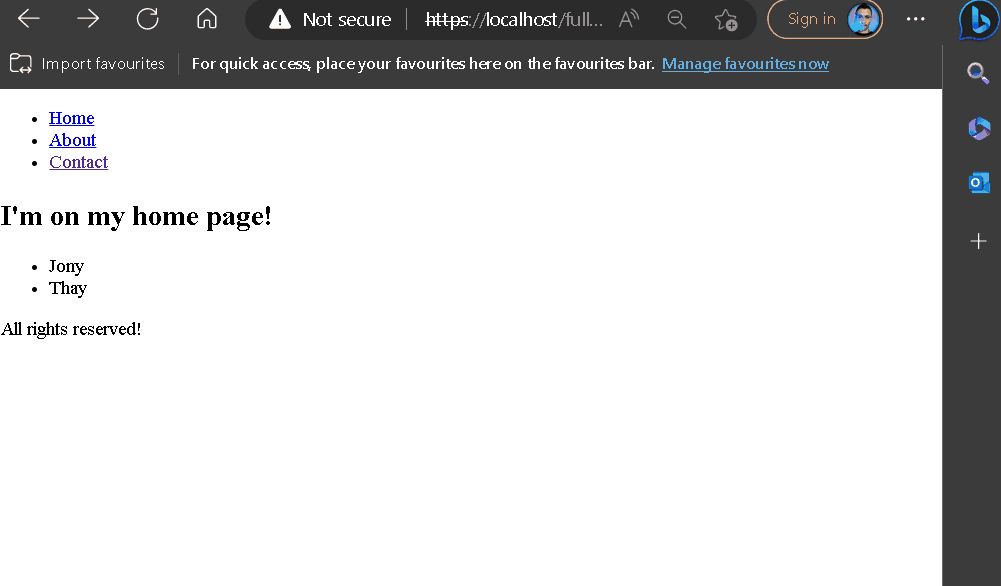 Not secure https://localhost/full... A Sign in
Import favourites For quick access, place your favourites here on the favourites bar. Manage favourites now
Home
About
Contact
I'm on my home page!
Jony
Thay
All rights reserved!